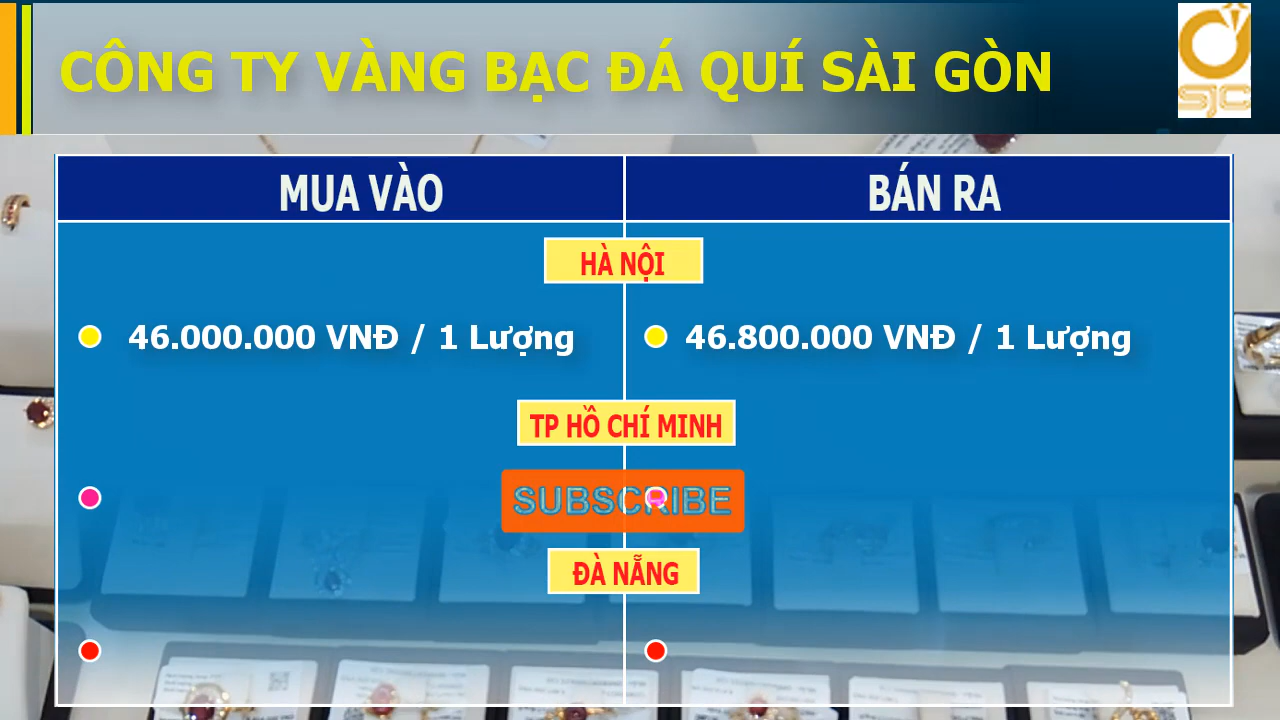 CÔNG TY VÀNG BẠC ĐÁ QUÍ SÀI GÒN
SJC
MUA VÀO
BÁN RA
HÀ NỘI
46.000.000 VNĐ / 1 Lượng
46.800.000 VNĐ / 1 Lượng
TP HỒ CHÍ MINH
SUBSCRIBE
ĐÀ NẴNG